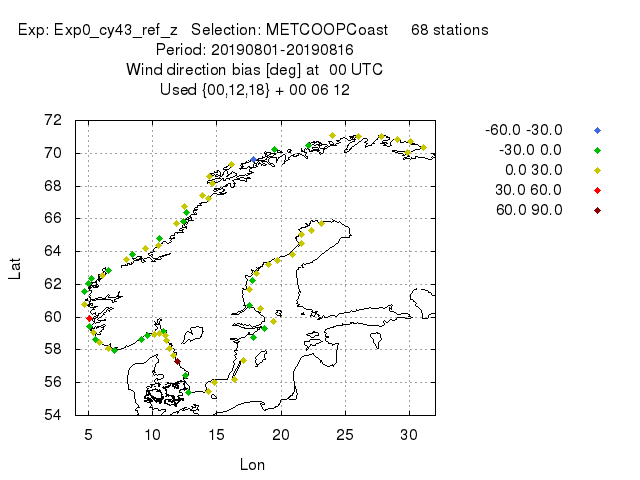 Exp: Exp0_cy43_ref_z Selection: METCOOPCoast 68 stations
Period: 20190801-20190816
Wind direction bias [deg] at 00 UTC
Used {00,12,18} + 00 06 12
72
70
68
66
64
62
60
58
56
54
Lat
5 10 15 20 25 30
Lon
-60.0 -30.0
-30.0 0.0
0.0 30.0
30.0 60.0
60.0 90.0